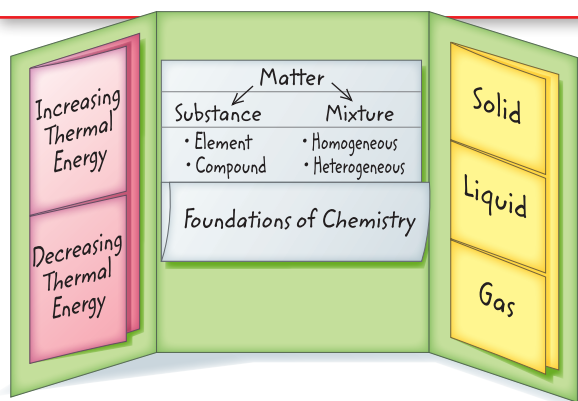 Increasing
Thermal
Energy
Decreasing
Thermal
Energy
Matter
Substance Mixture
• Element • Homogeneous
• Compound • Heterogeneous
Foundations of Chemistry
Solid
Liquid
Gas